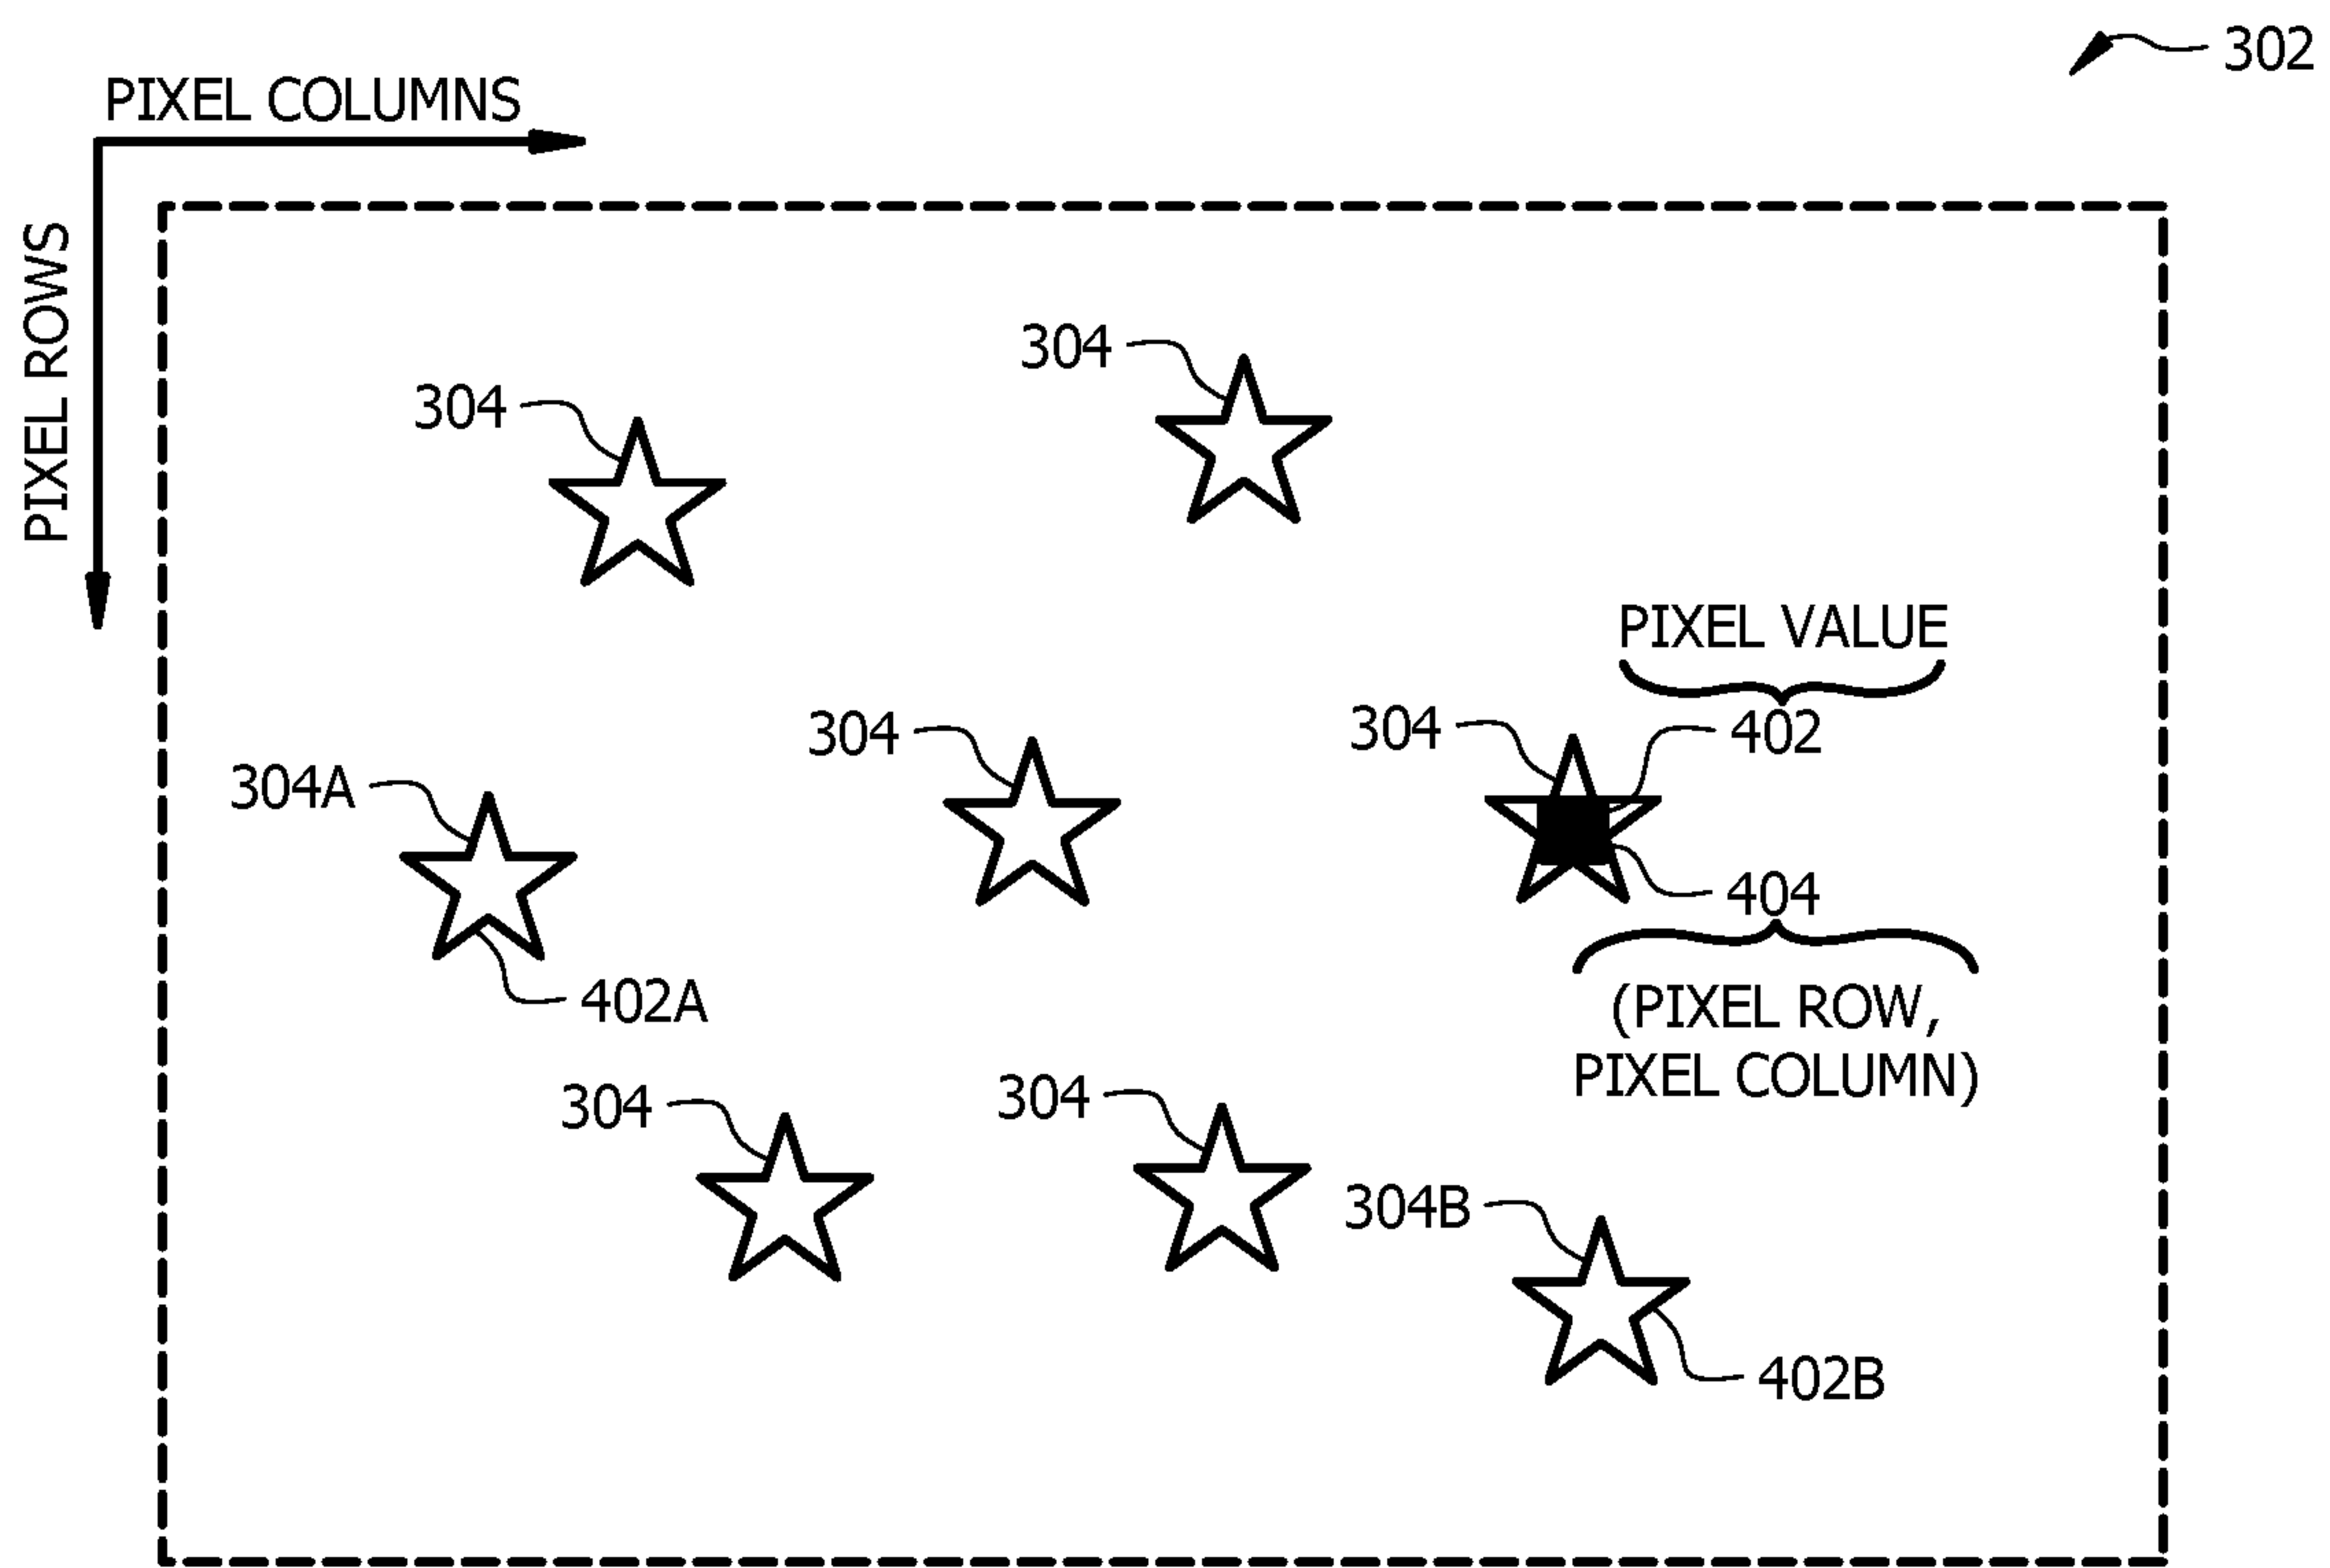 302
PIXEL COLUMNS
PIXEL ROWS
304
304
PIXEL VALUE
304
304
402
304A
404
402A
(PIXEL ROW,
PIXEL COLUMN)
304
304
304B
402B